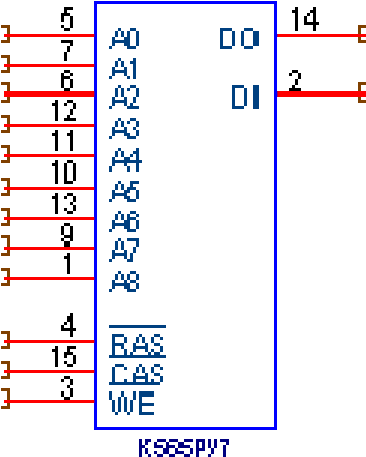 5 A0 DO 14
7 A1
6 A2 DI 2
12 A3
11 A4
10 A5
13 A6
9 A7
1 A8
4 RAS
15 CAS
3 WE
K565РУ7